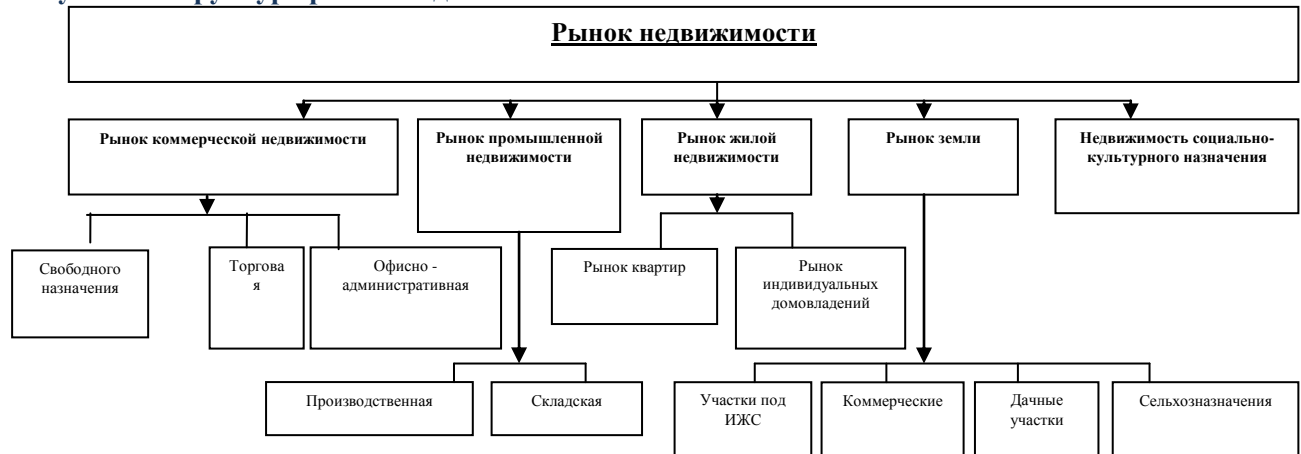 Рынок недвижимости
Рынок коммерческой недвижимости
Рынок промышленной
недвижимости
Рынок жилой
недвижимости
Рынок земли
Недвижимость социально-
культурного назначения
Свободного
назначения
Торгова
я
Офисно -
административная
Рынок квартир
Рынок
индивидуальных
домовладений
Производственная
Складская
Участки под
ИЖС
Коммерческие
Дачные
участки
Сельхозназначения